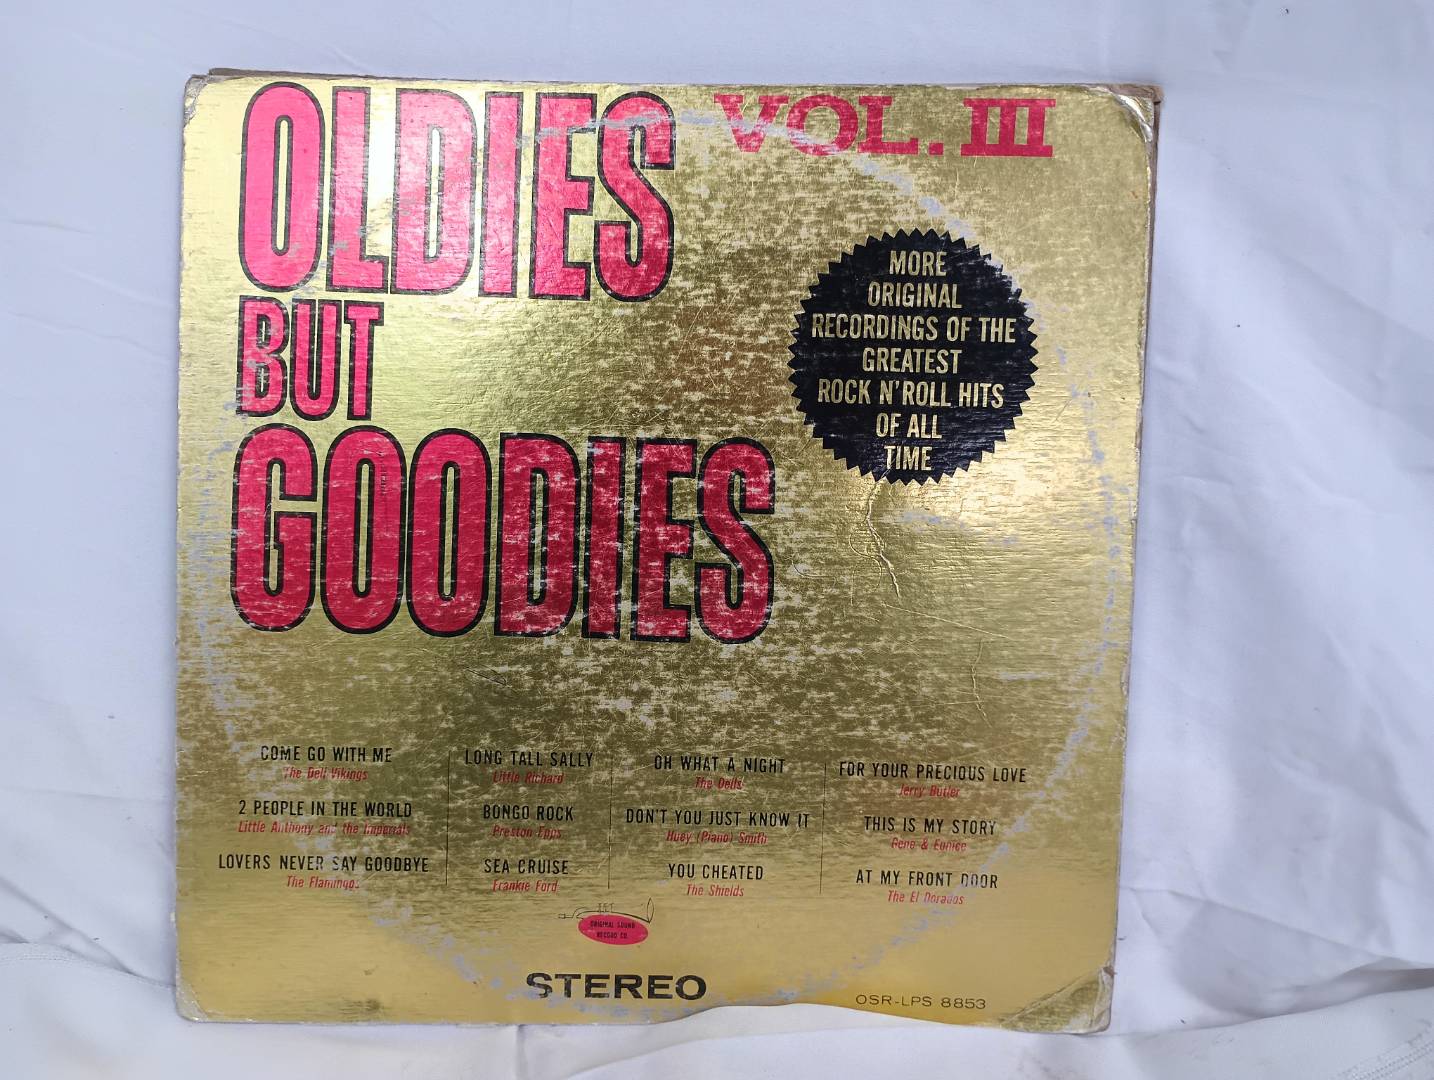 OLDIES
VOL. III
BUT
GOODIES
MORE
ORIGINAL
RECORDINGS OF THE
GREATEST
ROCK N' ROLL HITS
OF ALL
TIME
COME GO WITH ME
The Dell Vikings
2 PEOPLE IN THE WORLD
Little Anthony and the Imperials
LOVERS NEVER SAY GOODBYE
The Flamingos
LONG TALL SALLY
Little Richard
BONGO ROCK
Preston Epps
SEA CRUISE
Frankie Ford
OH WHAT A NIGHT
The Dells
DON'T YOU JUST KNOW IT
Huey (Piano) Smith
YOU CHEATED
The Shields
FOR YOUR PRECIOUS LOVE
Jerry Butler
THIS IS MY STORY
Gene & Eunice
AT MY FRONT DOOR
The El Dorados
ORIGINAL SOUND
RECORD CO.
STEREO
OSR-LPS 8853